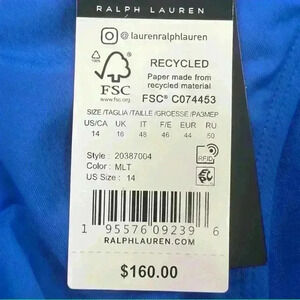 RALPH LAUREN
@laurenralphlauren
RECYCLED
Paper made from
recycled material
FSC
www.fsc.org
FSC® C074453
SIZE/TAGLIA/TAILLE/GROESSE/РАЗМЕР
US/CA UK IT F/E EUR RU
14 16 48 46 44 50
Style : 20387004
Color : MLT
US Size : 14
RFID
1 95576 09239 6
RALPHLAUREN.COM
$160.00